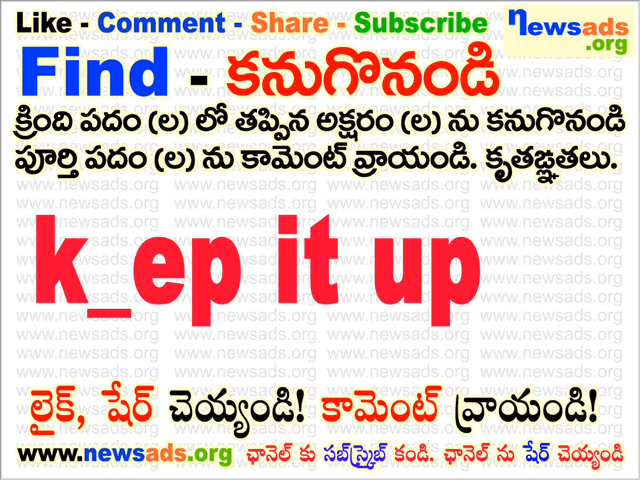 Like - Comment - Share - Subscribe
newsads
.org
Find - కనుగొనండి
క్రింది పదం (ల) లో తప్పిన అక్షరం (ల) ను కనుగొనండి
పూర్తి పదం (ల) ను కామెంట్ వ్రాయండి. కృతఙ్ఞతలు.
k_ep it up
లైక్, షేర్ చెయ్యండి! కామెంట్ వ్రాయండి!
www.newsads.org ఛానెల్ కు సబ్‌స్క్రైబ్ కండి. ఛానెల్ ను షేర్ చెయ్యండి